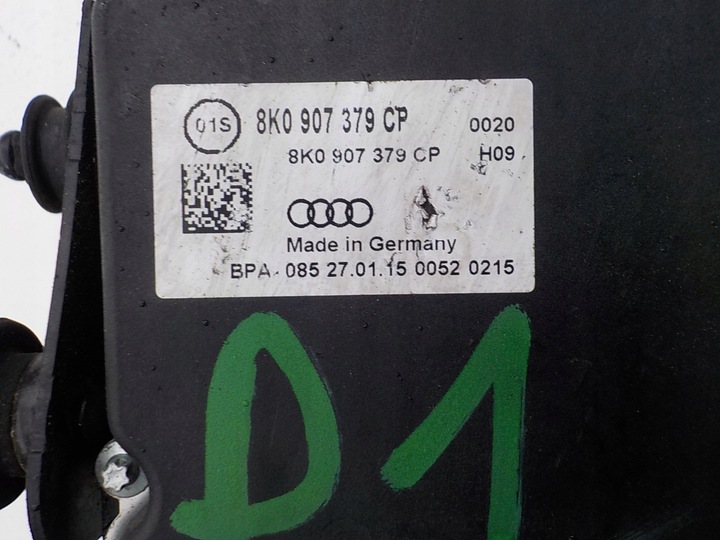 01S 8K0 907 379 CP 0020
8K0 907 379 CP H09
Made in Germany
BPA 085 27.01.15 0052 0215
D1